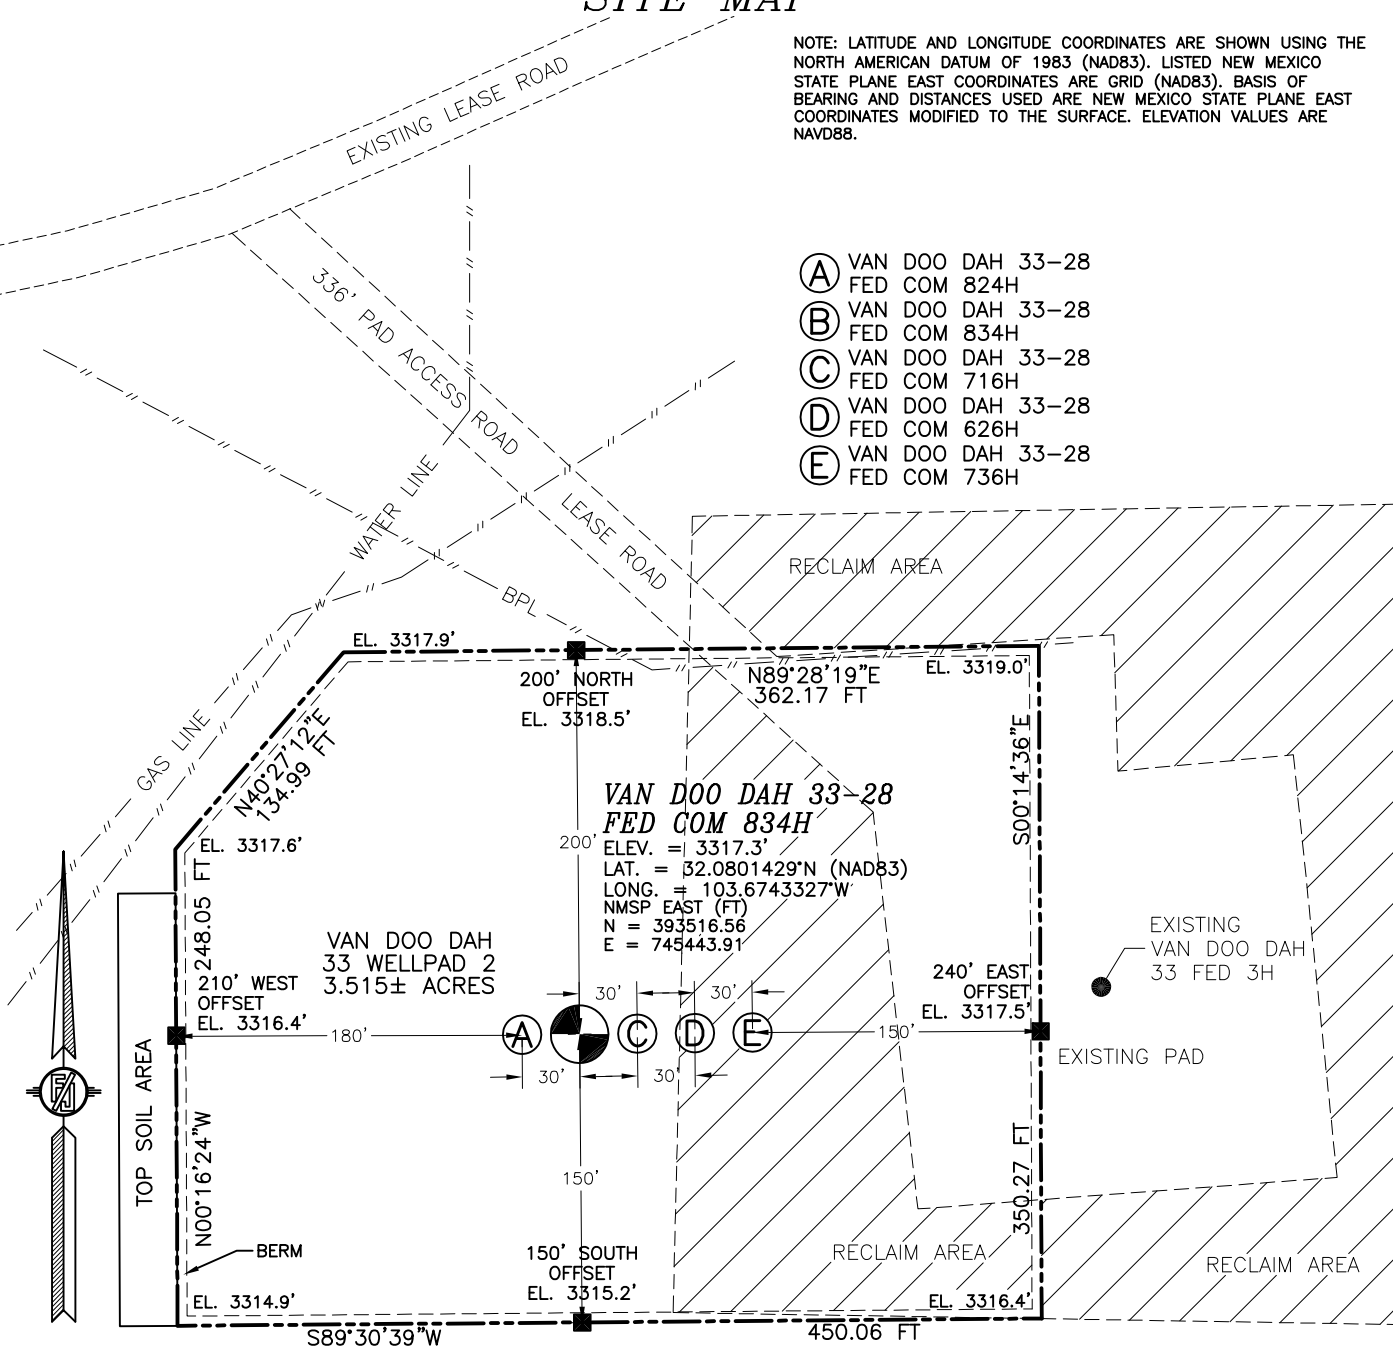 SITE MAP
NOTE: LATITUDE AND LONGITUDE COORDINATES ARE SHOWN USING THE
NORTH AMERICAN DATUM OF 1983 (NAD83). LISTED NEW MEXICO
STATE PLANE EAST COORDINATES ARE GRID (NAD83). BASIS OF
BEARING AND DISTANCES USED ARE NEW MEXICO STATE PLANE EAST
COORDINATES MODIFIED TO THE SURFACE. ELEVATION VALUES ARE
NAVD88.
EXISTING LEASE ROAD
336' PAD ACCESS ROAD
A VAN DOO DAH 33-28
FED COM 824H
B VAN DOO DAH 33-28
FED COM 834H
C VAN DOO DAH 33-28
FED COM 716H
D VAN DOO DAH 33-28
FED COM 626H
E VAN DOO DAH 33-28
FED COM 736H
WATER LINE
LEASE ROAD
RECLAIM AREA
BPL
EL. 3317.9'
200' NORTH
OFFSET
EL. 3318.5'
N89°28'19"E
362.17 FT
EL. 3319.0'
GAS LINE
N40°27'12"E
134.99 FT
S00°14'36"E
VAN DOO DAH 33-28
FED COM 834H
ELEV. = 3317.3'
LAT. = 32.0801429°N (NAD83)
LONG. = 103.6743327°W
NMSP EAST (FT)
N = 393516.56
E = 745443.91
200'
EL. 3317.6'
248.05 FT
VAN DOO DAH
33 WELLPAD 2
3.515± ACRES
210' WEST
OFFSET
EL. 3316.4'
240' EAST
OFFSET
EL. 3317.5'
EXISTING
VAN DOO DAH
33 FED 3H
30'
30'
180'
A
C
D
E
150'
EXISTING PAD
30'
30'
TOP SOIL AREA
N00°16'24"W
150'
350.27 FT
BERM
150' SOUTH
OFFSET
EL. 3315.2'
RECLAIM AREA
RECLAIM AREA
EL. 3314.9'
EL. 3316.4'
S89°30'39"W
450.06 FT